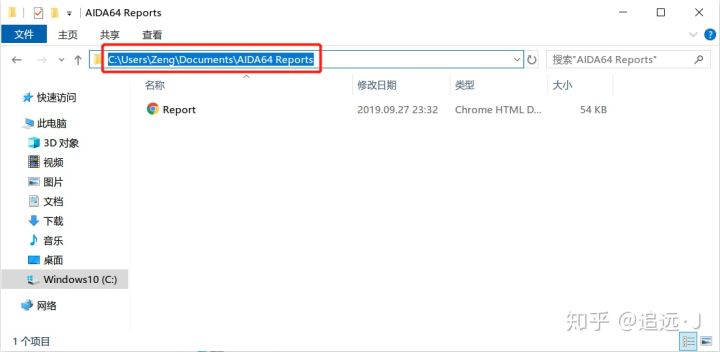 AIDA64 Reports
文件 主页 共享 查看
C:\Users\Zeng\Documents\AIDA64 Reports 搜索"AIDA64 Reports"
名称 修改日期 类型 大小
Report 2019.09.27 23:32 Chrome HTML D... 54 KB
快速访问
此电脑
3D 对象
视频
图片
文档
下载
音乐
桌面
Windows10 (C:)
网络
知乎 @追远·J
1 个项目